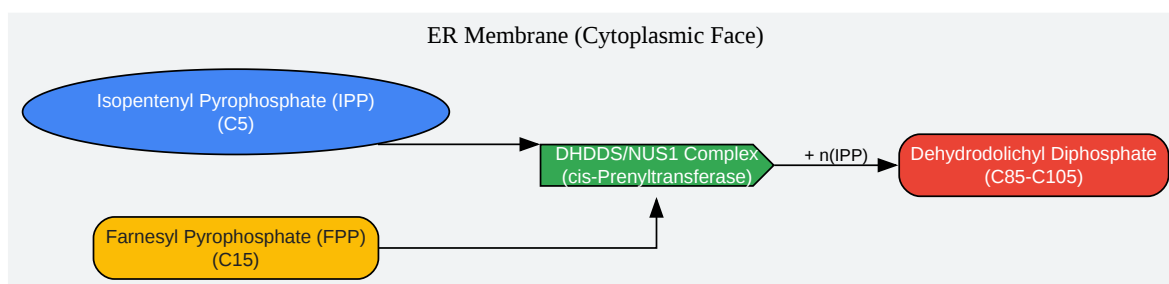 ER Membrane (Cytoplasmic Face)
Isopentenyl Pyrophosphate (IPP)
(C5)
DHDDS/NUS1 Complex
(cis-Prenyltransferase)
+ n(IPP)
Dehydrodolichyl Diphosphate
(C85-C105)
Farnesyl Pyrophosphate (FPP)
(C15)